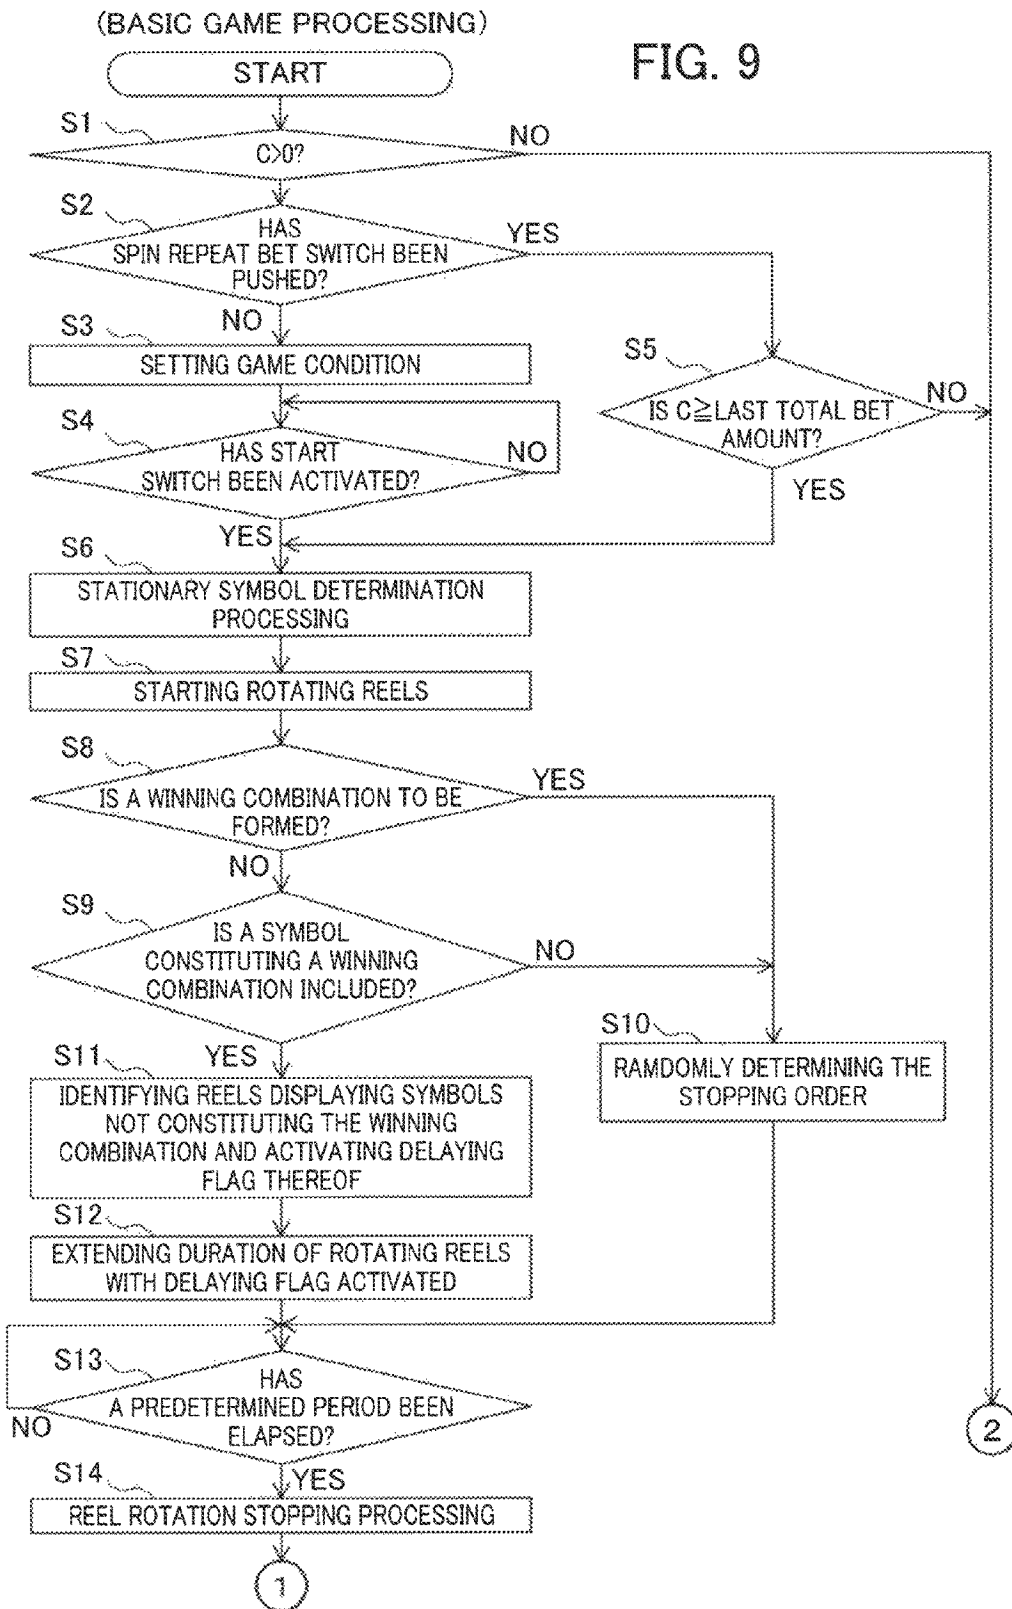 (BASIC GAME PROCESSING)
FIG. 9
START
S1
C>0?
NO
S2
HAS
SPIN REPEAT BET SWITCH BEEN
PUSHED?
YES
NO
S3
SETTING GAME CONDITION
S5
IS C≧LAST TOTAL BET
AMOUNT?
NO
YES
S4
HAS START
SWITCH BEEN ACTIVATED?
NO
YES
S6
STATIONARY SYMBOL DETERMINATION
PROCESSING
S7
STARTING ROTATING REELS
S8
IS A WINNING COMBINATION TO BE
FORMED?
YES
NO
S9
IS A SYMBOL
CONSTITUTING A WINNING
COMBINATION INCLUDED?
NO
YES
S10
RAMDOMLY DETERMINING THE
STOPPING ORDER
S11
IDENTIFYING REELS DISPLAYING SYMBOLS
NOT CONSTITUTING THE WINNING
COMBINATION AND ACTIVATING DELAYING
FLAG THEREOF
S12
EXTENDING DURATION OF ROTATING REELS
WITH DELAYING FLAG ACTIVATED
S13
HAS
A PREDETERMINED PERIOD BEEN
ELAPSED?
NO
YES
2
S14
REEL ROTATION STOPPING PROCESSING
1